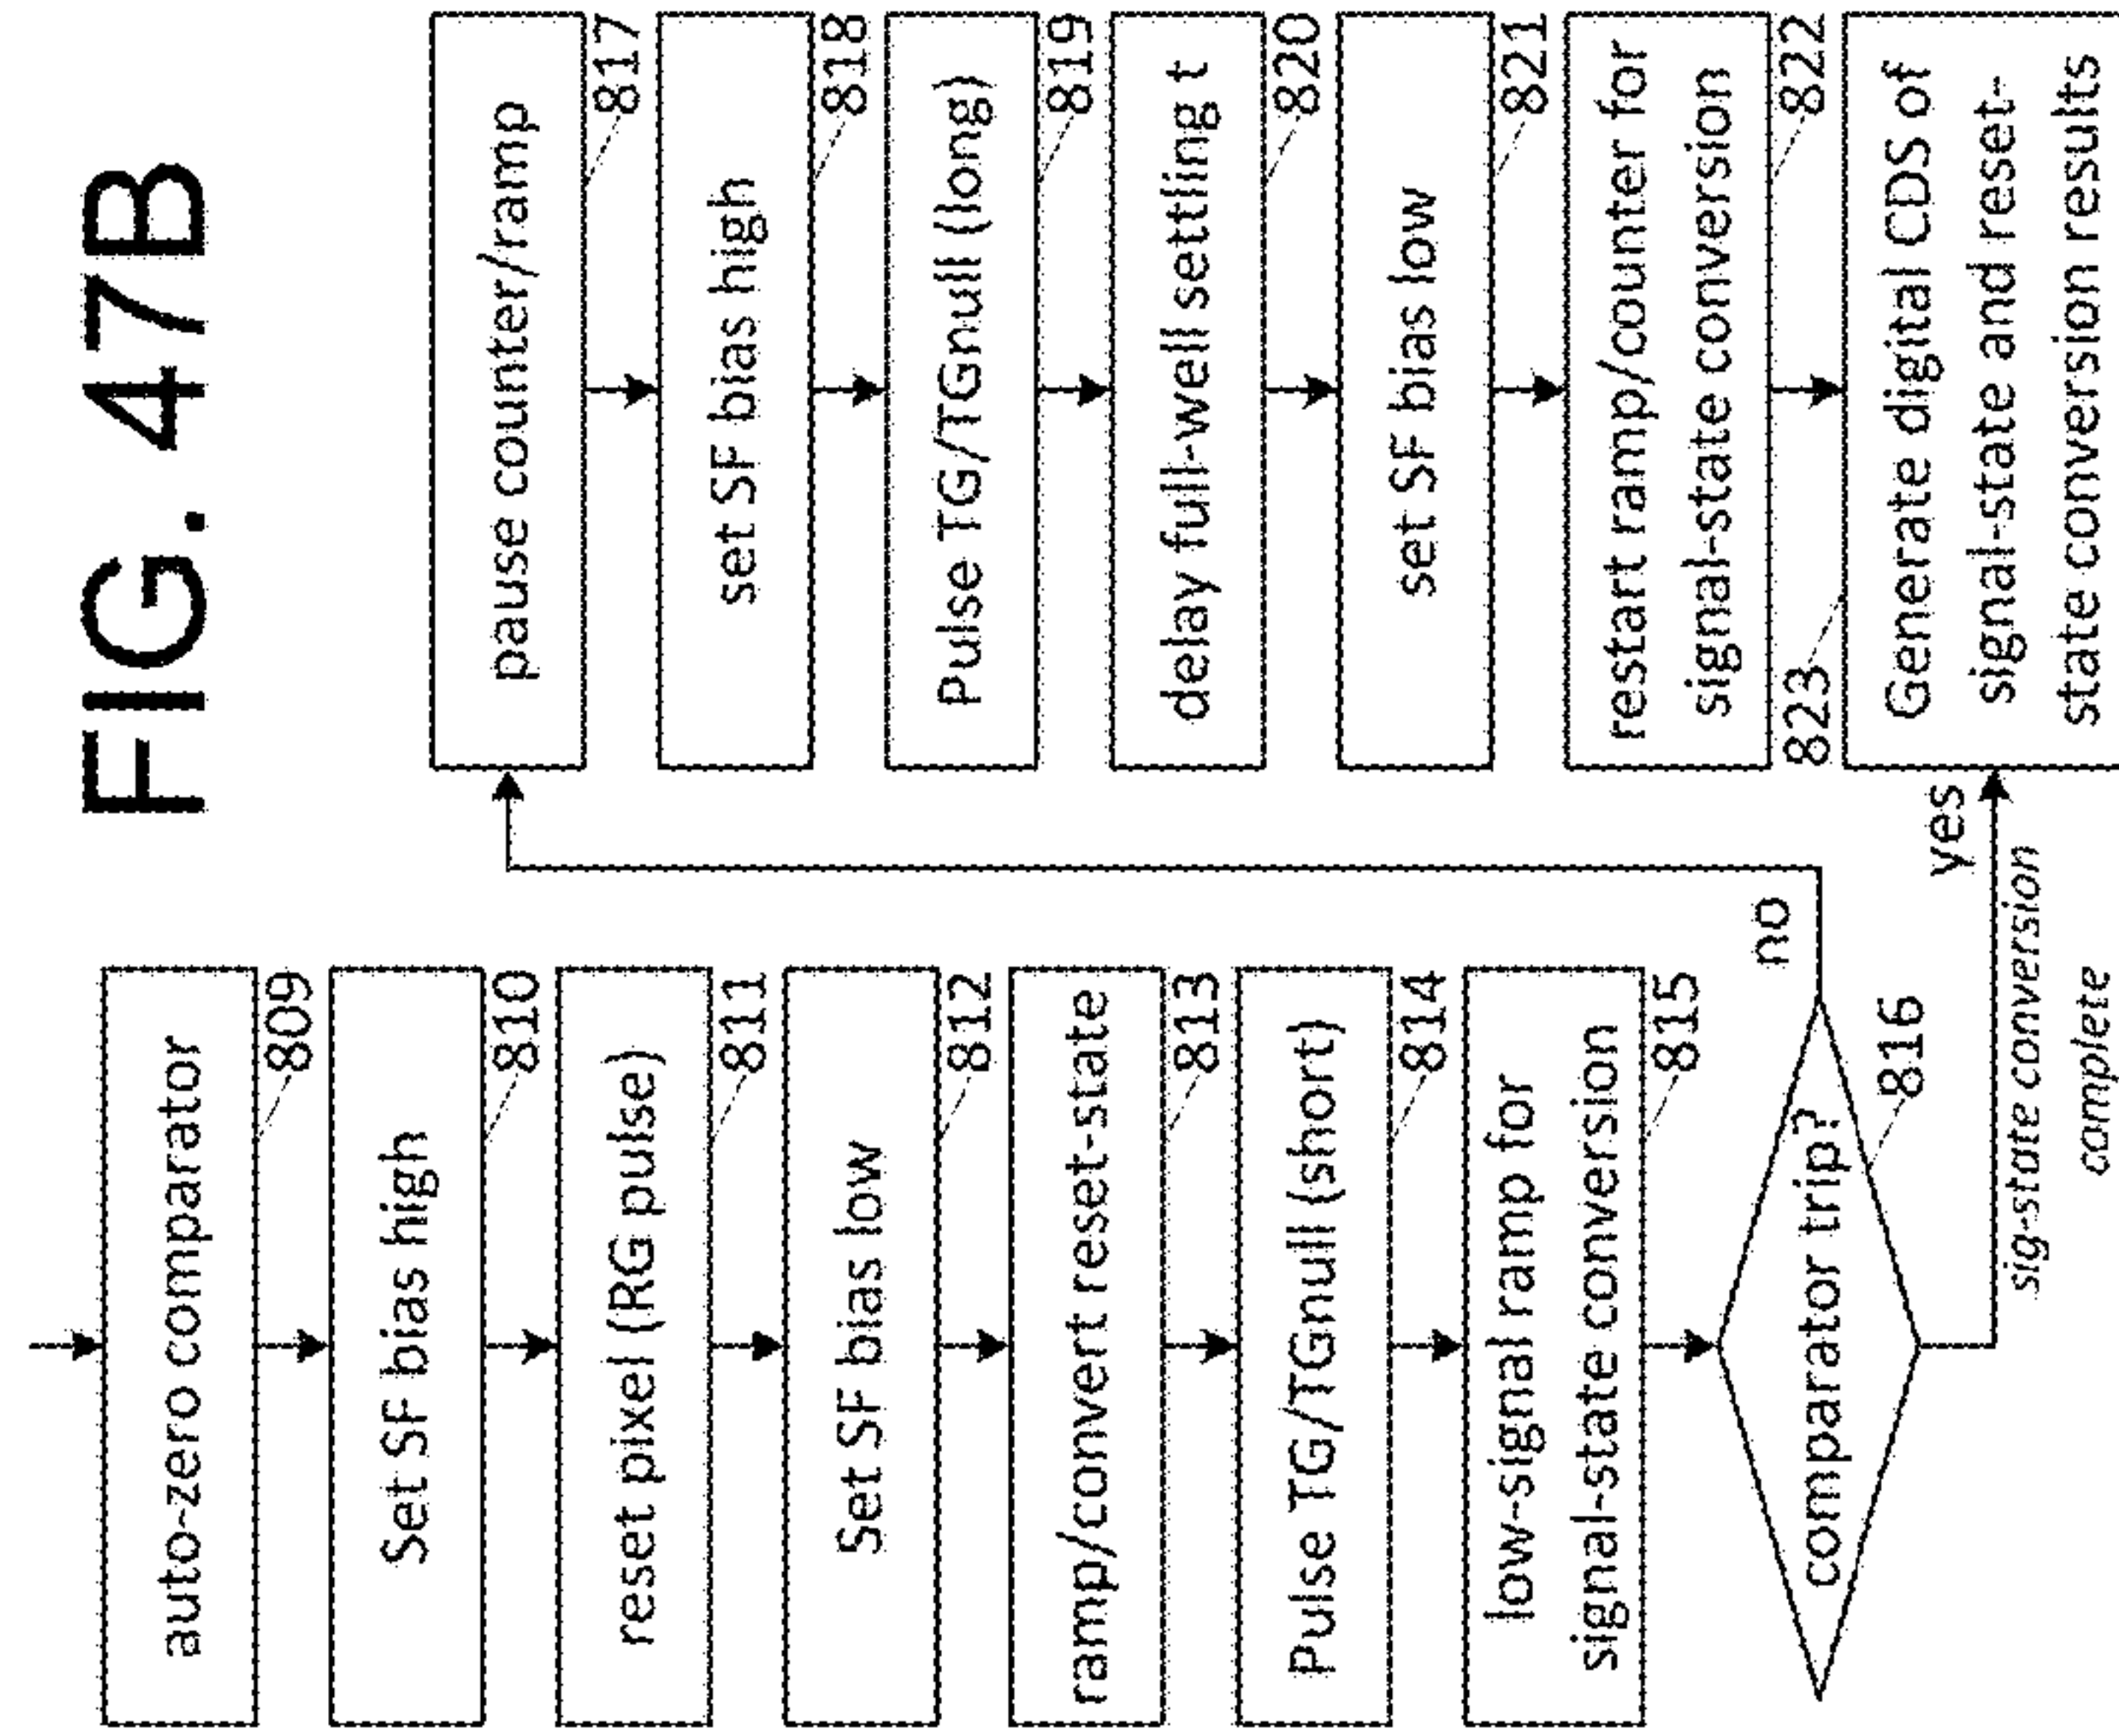 FIG. 47B
auto-zero comparator
809
Set SF bias high
810
reset pixel (RG pulse)
811
Set SF bias low
812
ramp/convert reset-state
813
Pulse TG/TGnull (short)
814
low-signal ramp for
signal-state conversion
815
comparator trip?
816
no
yes
sig-state conversion
complete
pause counter/ramp
817
set SF bias high
818
Pulse TG/TGnull (long)
819
delay full-well settling t
820
set SF bias low
821
restart ramp/counter for
signal-state conversion
822
823
Generate digital CDS of
signal-state and reset-
state conversion results